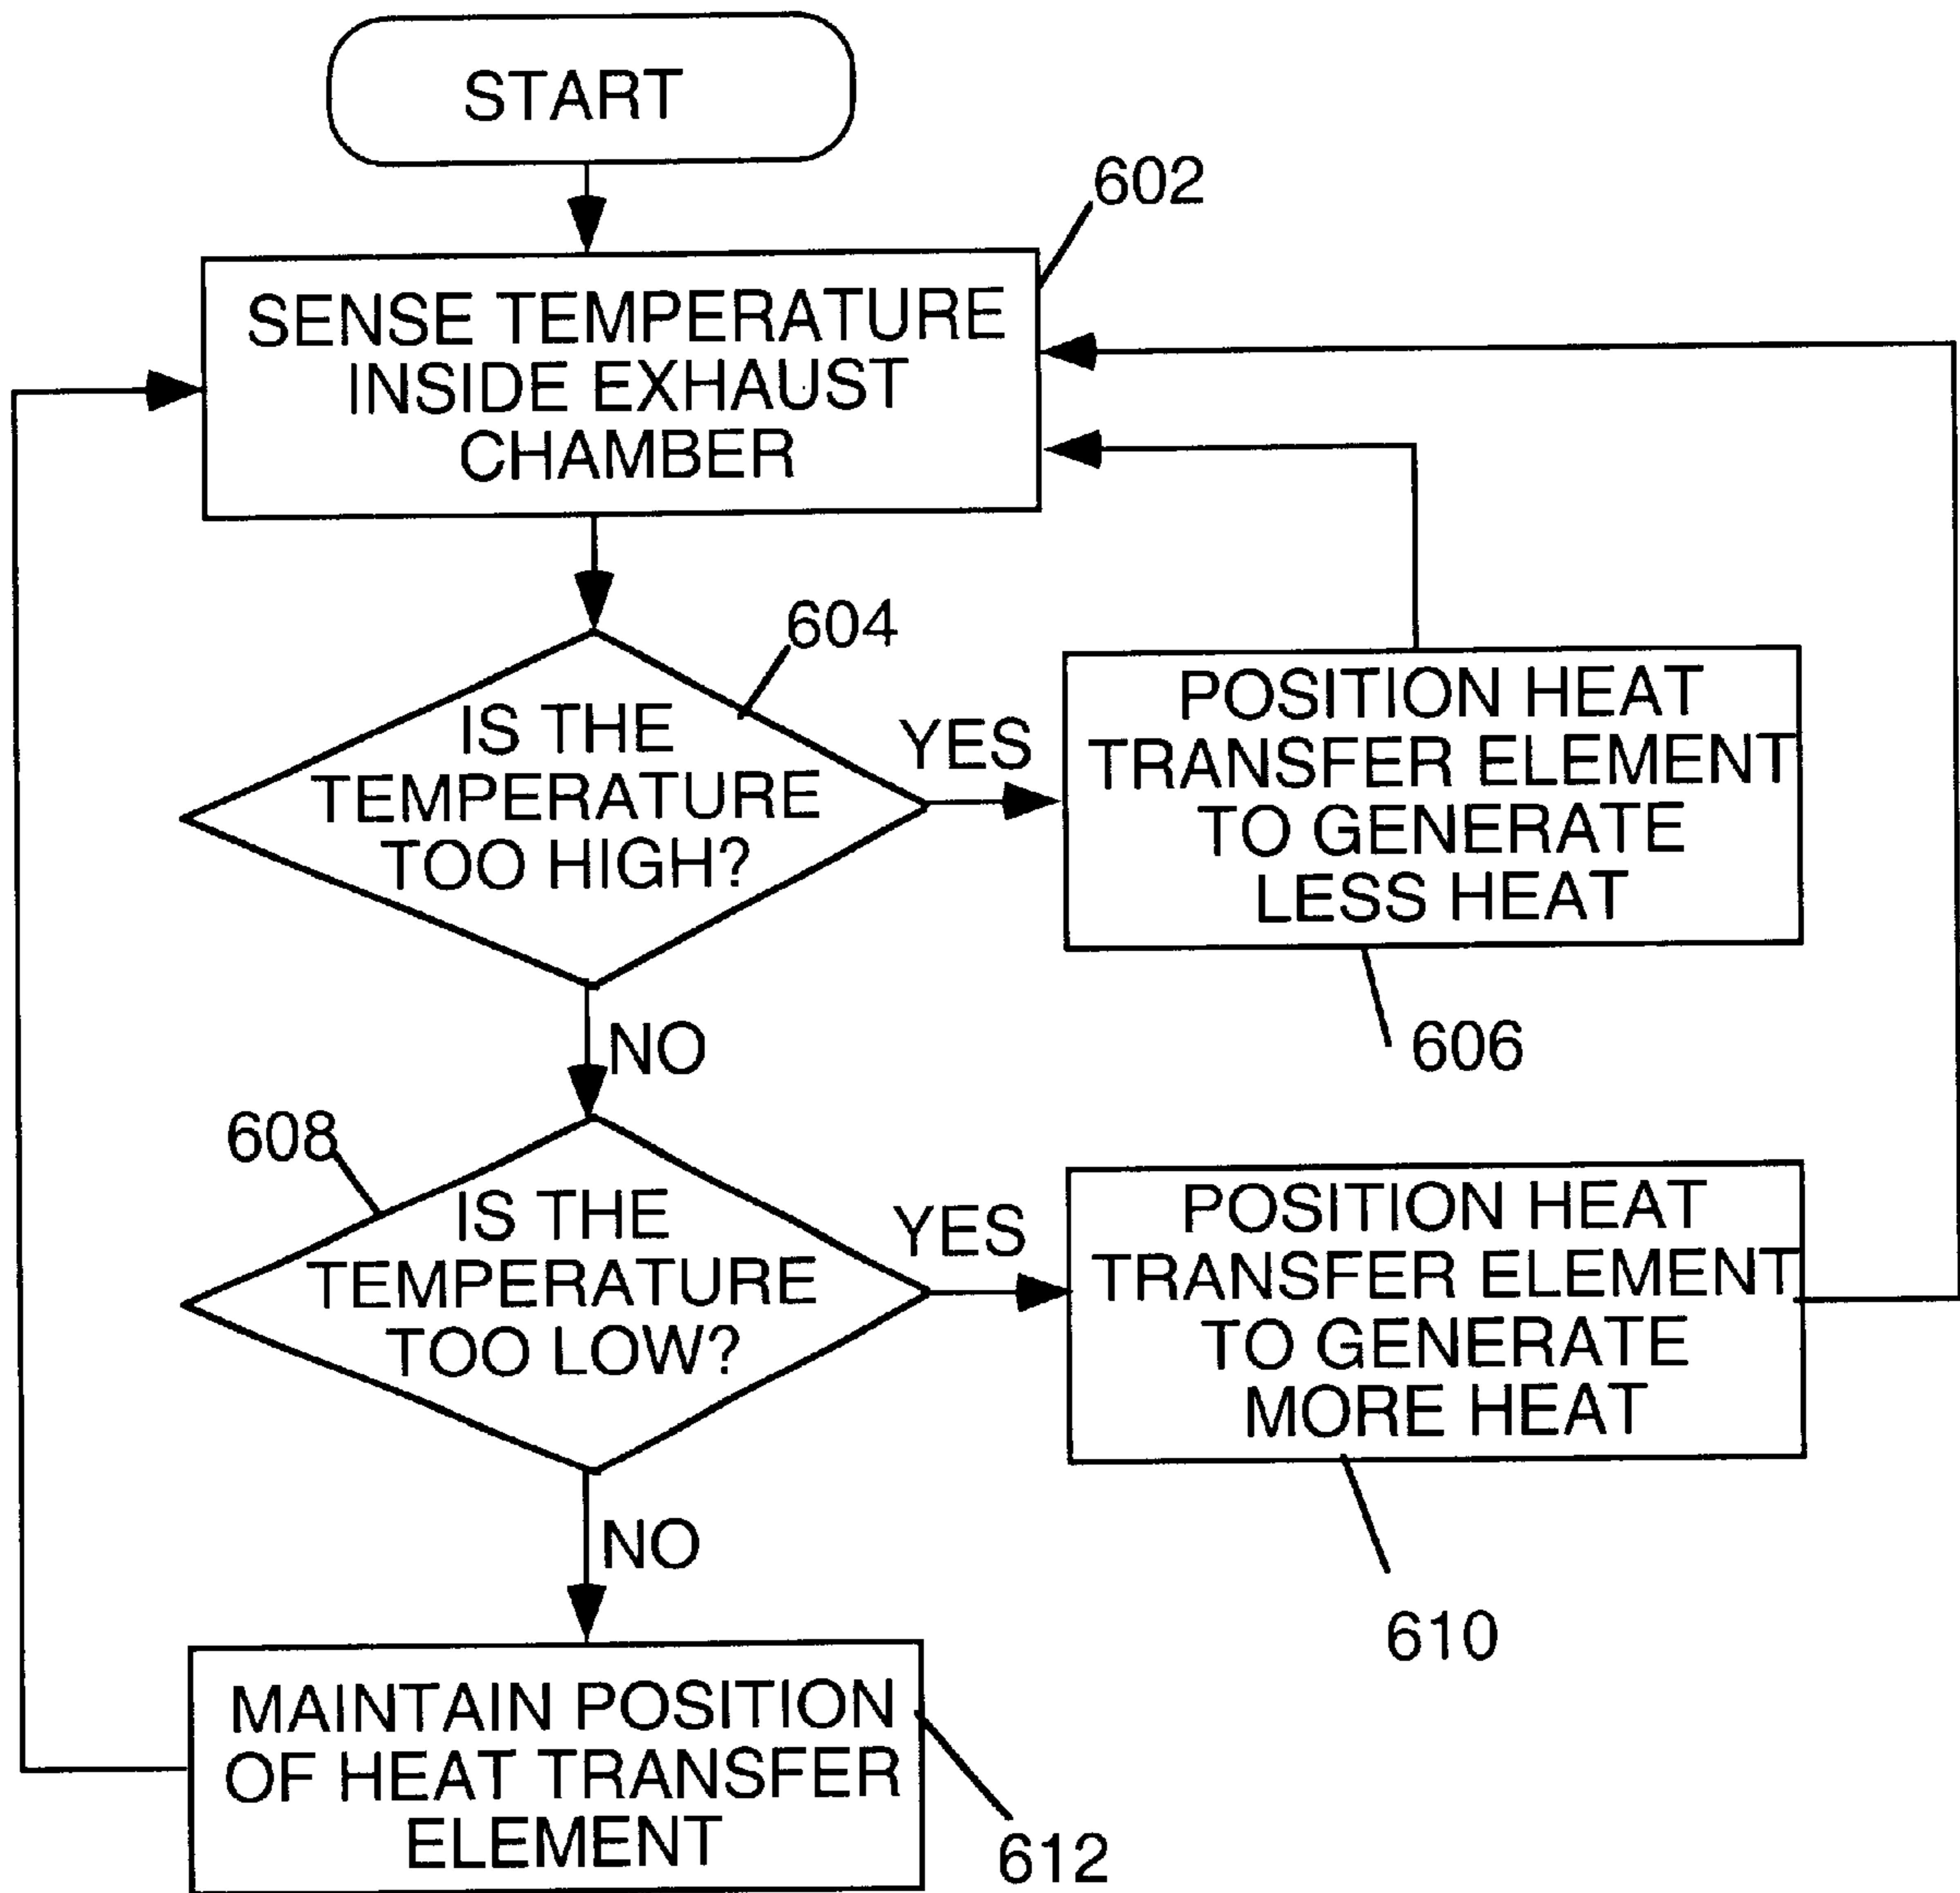 START
602
SENSE TEMPERATURE
INSIDE EXHAUST
CHAMBER
604
IS THE
TEMPERATURE
TOO HIGH?
YES
POSITION HEAT
TRANSFER ELEMENT
TO GENERATE
LESS HEAT
606
NO
608
IS THE
TEMPERATURE
TOO LOW?
YES
POSITION HEAT
TRANSFER ELEMENT
TO GENERATE
MORE HEAT
610
NO
MAINTAIN POSITION
OF HEAT TRANSFER
ELEMENT
612